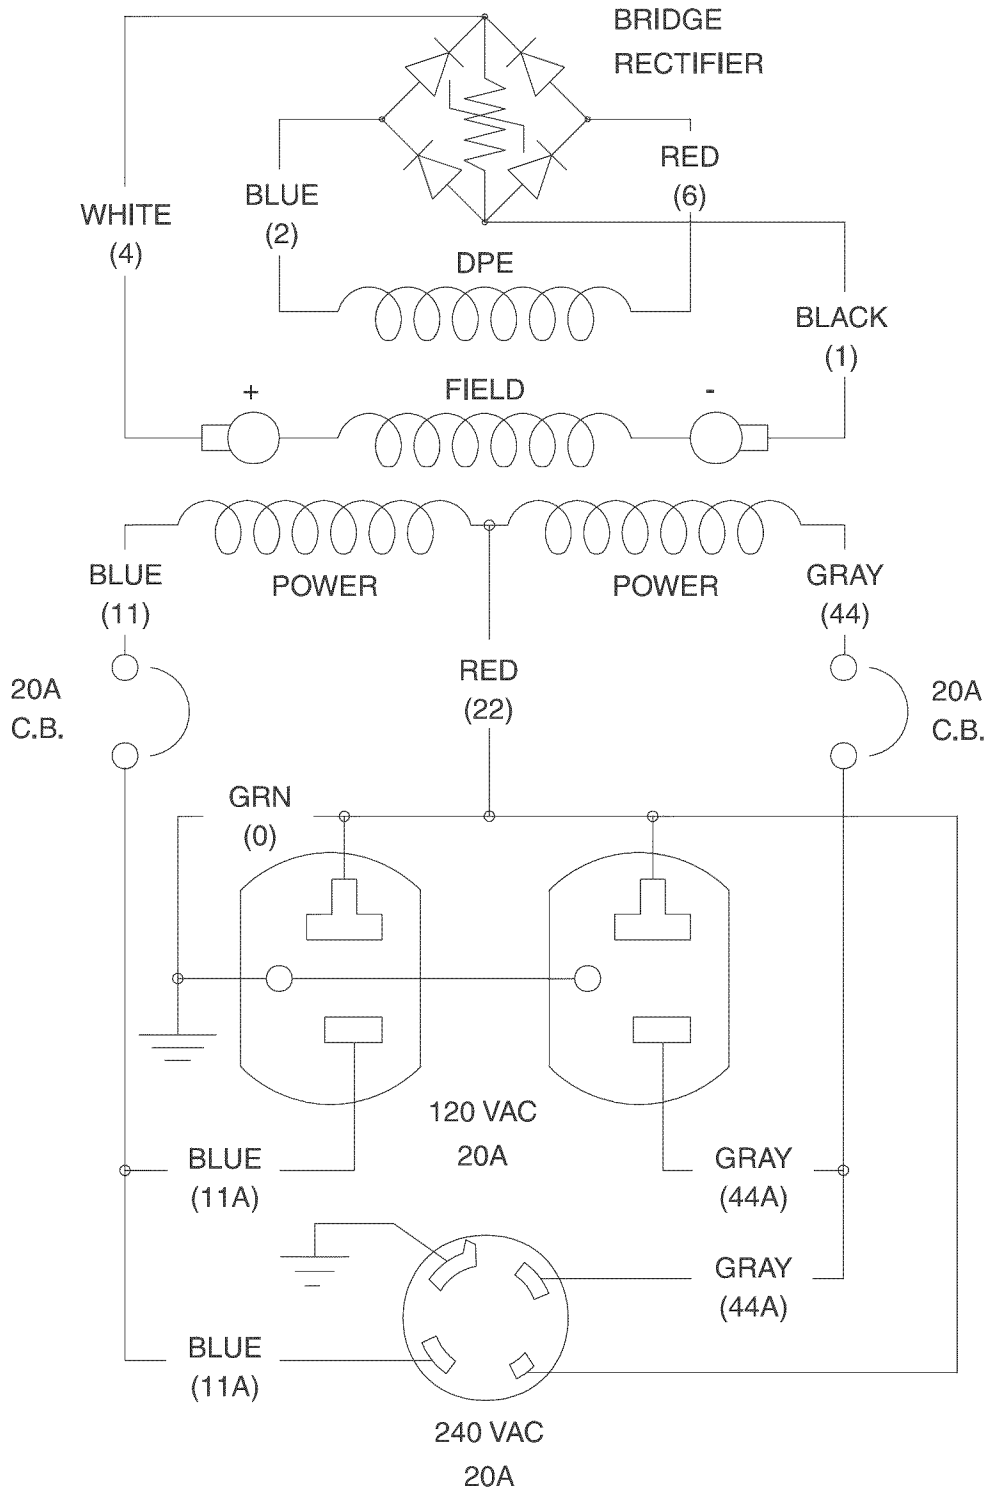 BRIDGE
RECTIFIER
RED
(6)
BLUE
(2)
WHITE
(4)
DPE
BLACK
(1)
+
FIELD
-
BLUE
(11)
POWER
POWER
GRAY
(44)
20A
C.B.
RED
(22)
20A
C.B.
GRN
(0)
120 VAC
20A
BLUE
(11A)
GRAY
(44A)
GRAY
(44A)
BLUE
(11A)
240 VAC
20A